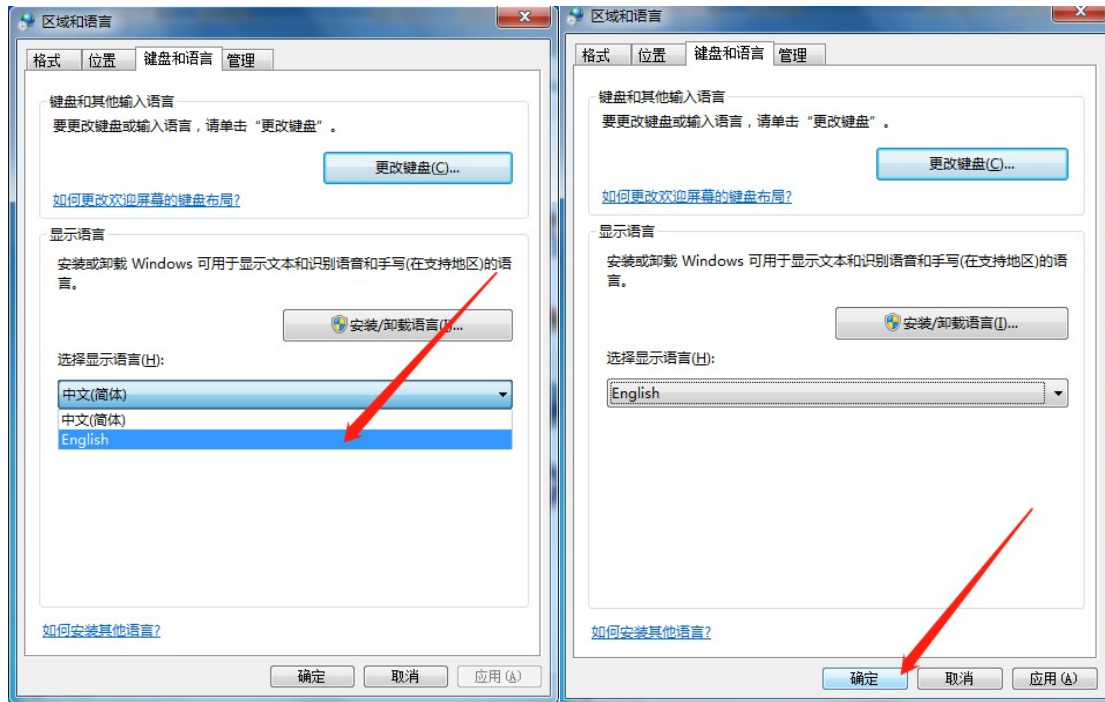 区域和语言
格式 位置 键盘和语言 管理
键盘和其他输入语言
要更改键盘或输入语言，请单击“更改键盘”。
更改键盘(C)...
如何更改欢迎屏幕的键盘布局?
显示语言
安装或卸载 Windows 可用于显示文本和识别语音和手写(在支持地区)的语
言。
安装/卸载语言(I)...
选择显示语言(H):
中文(简体)
中文(简体)
English
如何安装其他语言?
确定 取消 应用(A)
区域和语言
格式 位置 键盘和语言 管理
键盘和其他输入语言
要更改键盘或输入语言，请单击“更改键盘”。
更改键盘(C)...
如何更改欢迎屏幕的键盘布局?
显示语言
安装或卸载 Windows 可用于显示文本和识别语音和手写(在支持地区)的语
言。
安装/卸载语言(I)...
选择显示语言(H):
English
如何安装其他语言?
确定 取消 应用(A)